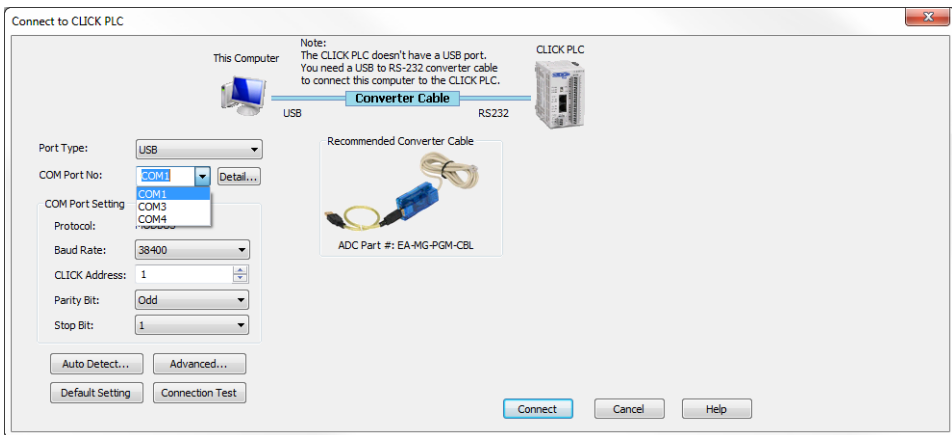 Connect to CLICK PLC
Note:
The CLICK PLC doesn't have a USB port.
You need a USB to RS-232 converter cable
to connect this computer to the CLICK PLC.
This Computer
CLICK PLC
Converter Cable
USB
RS232
Port Type:
USB
Recommended Converter Cable
COM Port No:
COM1
Detail...
COM1
COM3
COM4
COM Port Setting
Protocol:
Baud Rate:
38400
ADC Part #: EA-MG-PGM-CBL
CLICK Address:
1
Parity Bit:
Odd
Stop Bit:
1
Auto Detect...
Advanced...
Default Setting
Connection Test
Connect
Cancel
Help